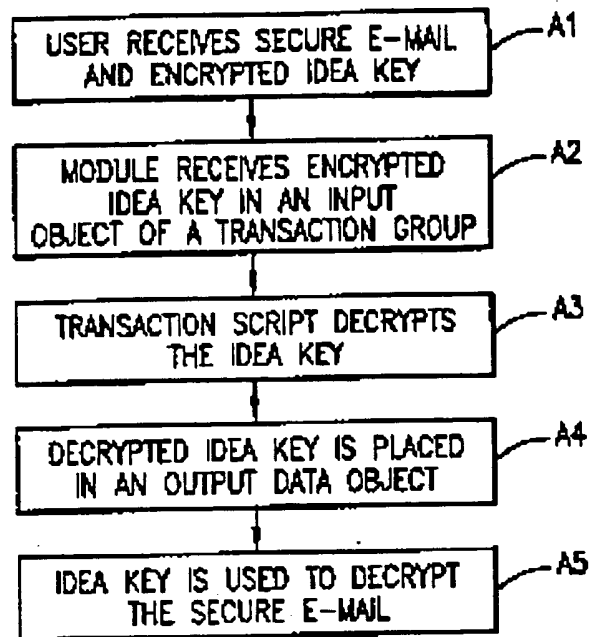 USER RECEIVES SECURE E-MAIL
AND ENCRYPTED IDEA KEY
A1
MODULE RECEIVES ENCRYPTED
IDEA KEY IN AN INPUT
OBJECT OF A TRANSACTION GROUP
A2
TRANSACTION SCRIPT DECRYPTS
THE IDEA KEY
A3
DECRYPTED IDEA KEY IS PLACED
IN AN OUTPUT DATA OBJECT
A4
IDEA KEY IS USED TO DECRYPT
THE SECURE E-MAIL
A5